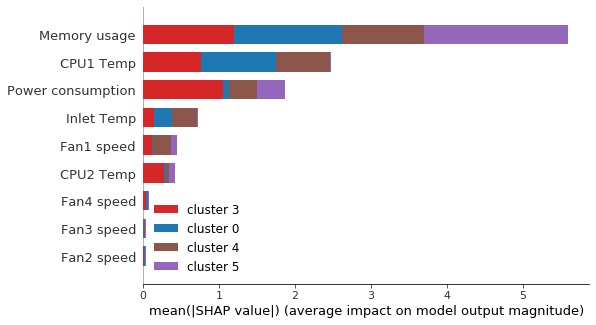 Memory usage
CPU1 Temp
Power consumption
Inlet Temp
Fan1 speed
CPU2 Temp
Fan4 speed
Fan3 speed
Fan2 speed
cluster 3
cluster 0
cluster 4
cluster 5
0 1 2 3 4 5
mean(|SHAP value|) (average impact on model output magnitude)